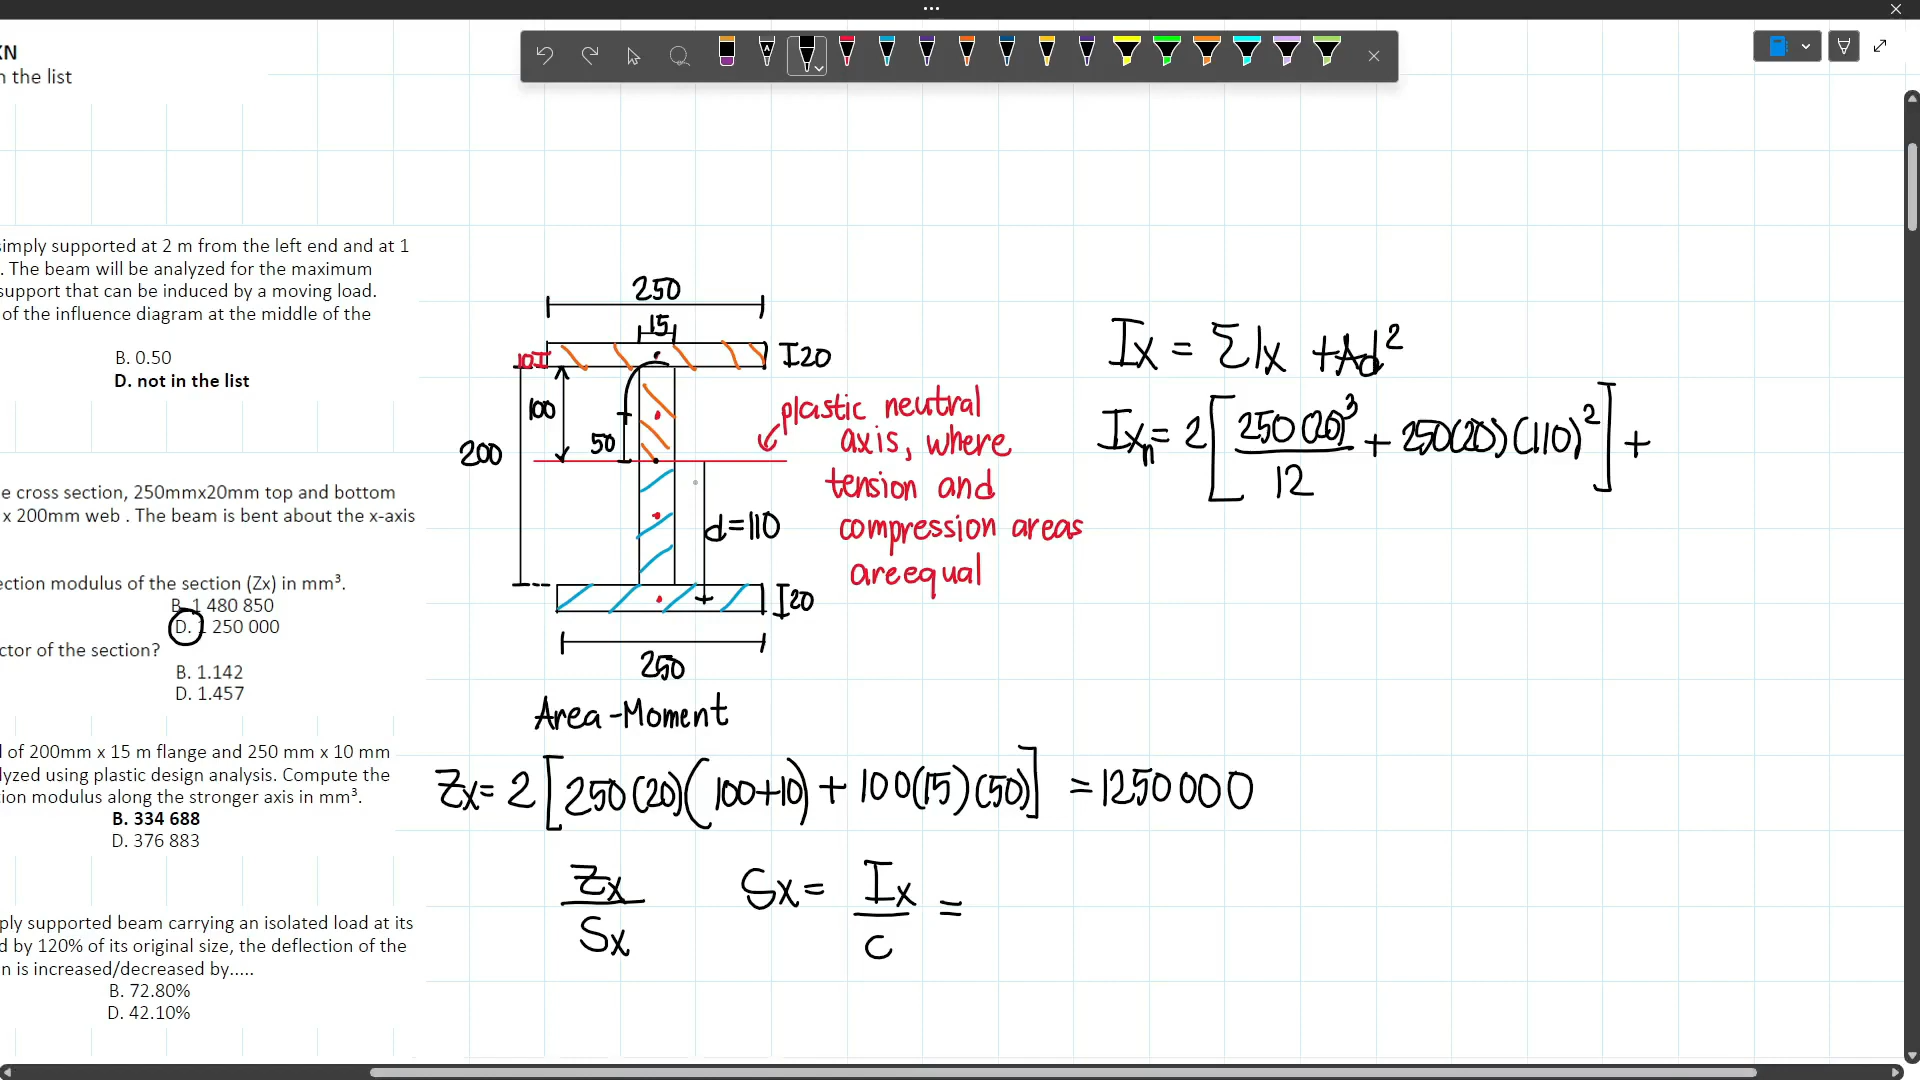 KN
n the list
simply supported at 2 m from the left end and at 1
. The beam will be analyzed for the maximum
support that can be induced by a moving load.
of the influence diagram at the middle of the
B. 0.50
D. not in the list
e cross section, 250mmx20mm top and bottom
x 200mm web . The beam is bent about the x-axis
ection modulus of the section (Zx) in mm³.
B. 1 480 850
D. 1 250 000
ctor of the section?
B. 1.142
D. 1.457
l of 200mm x 15 m flange and 250 mm x 10 mm
lyzed using plastic design analysis. Compute the
ion modulus along the stronger axis in mm³.
B. 334 688
D. 376 883
ply supported beam carrying an isolated load at its
d by 120% of its original size, the deflection of the
n is increased/decreased by.....
B. 72.80%
D. 42.10%
250
15
10
20
100
50
200
d=110
20
250
plastic neutral
axis, where
tension and
compression areas
are equal
Area-Moment
Zx = 2[250(20)(100+10) + 100(15)(50)] = 1250000
Zx/Sx
Sx = Ix/c =
Ix = ΣIx + Ad²
Ixₙ = 2[250(20)³/12 + 250(20)(110)²] +